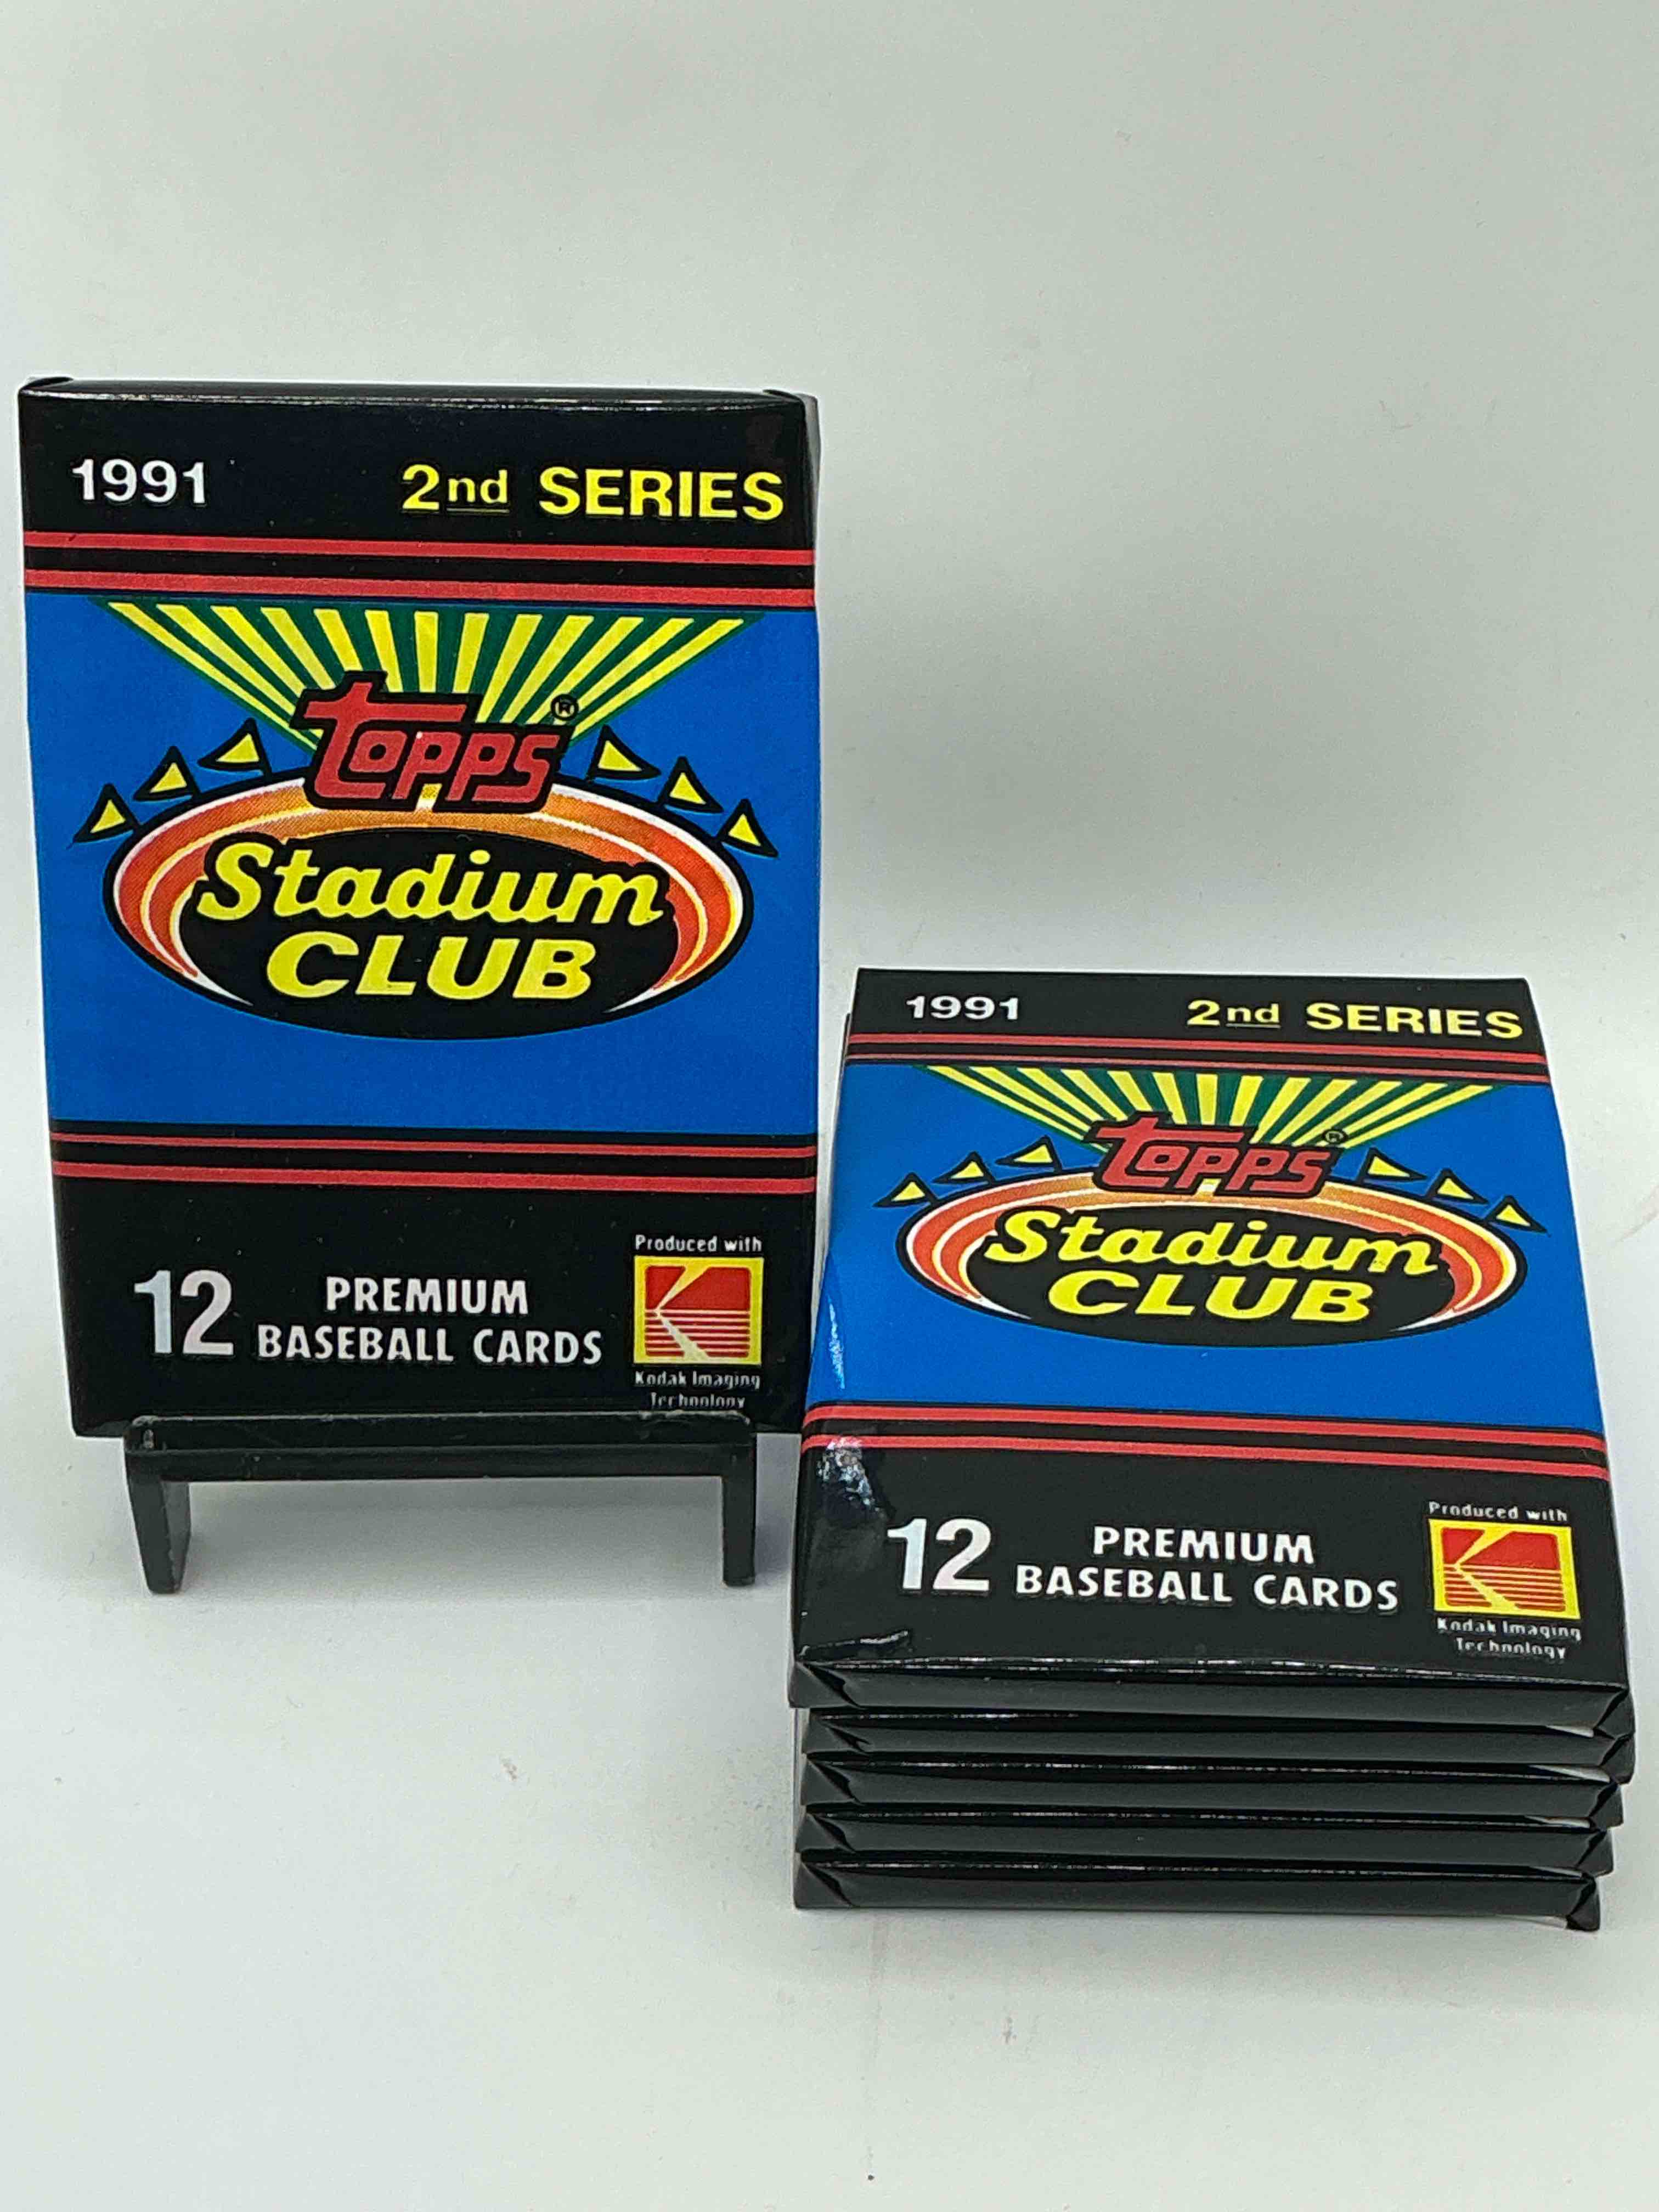 1991 2nd SERIES
topps ®
Stadium
CLUB
12 PREMIUM
BASEBALL CARDS
Produced with
Kodak Imaging
Technology
1991 2nd SERIES
topps ®
Stadium
CLUB
12 PREMIUM
BASEBALL CARDS
Produced with
Kodak Imaging
Technology